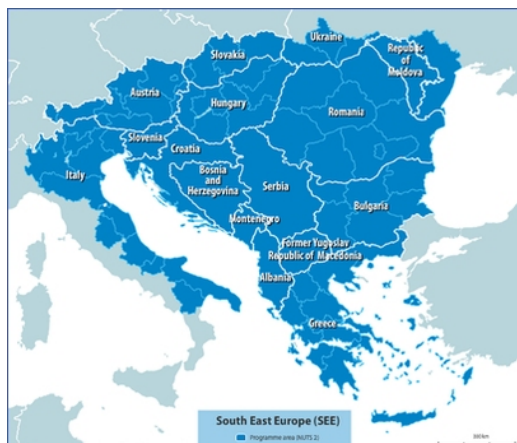 Ukraine
Slovakia
Republic
of
Moldova
Austria
Hungary
Romania
Slovenia
Croatia
Italy
Bosnia
and
Herzegovina
Serbia
Montenegro
Bulgaria
Former Yugoslav
Republic of Macedonia
Albania
Greece
South East Europe (SEE)
Programme area (NUTS 2)